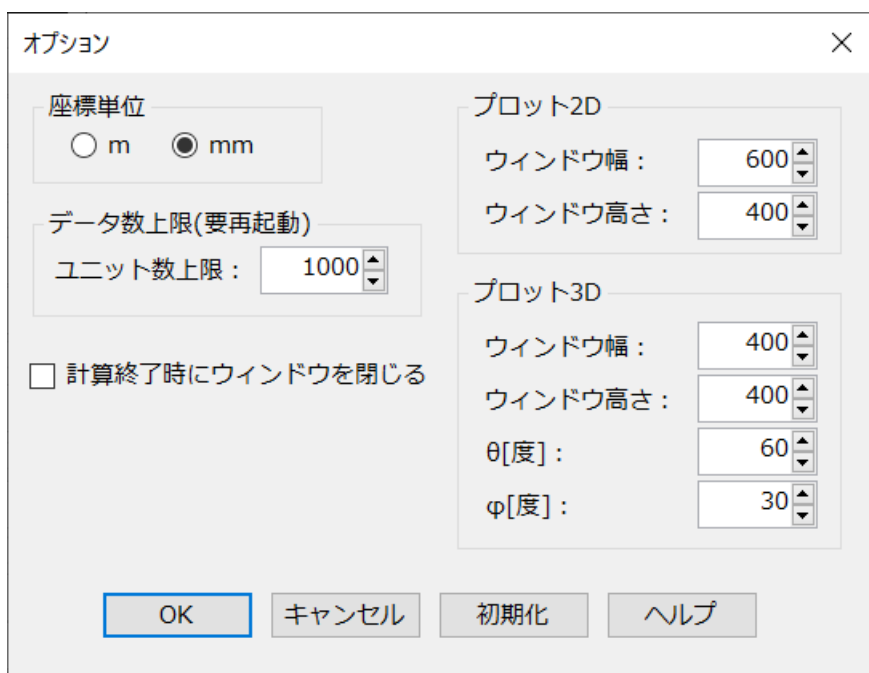 オプション
座標単位
m
mm
データ数上限(要再起動)
ユニット数上限：
1000
計算終了時にウィンドウを閉じる
プロット2D
ウィンドウ幅：
600
ウィンドウ高さ：
400
プロット3D
ウィンドウ幅：
400
ウィンドウ高さ：
400
θ[度]：
60
φ[度]：
30
OK
キャンセル
初期化
ヘルプ